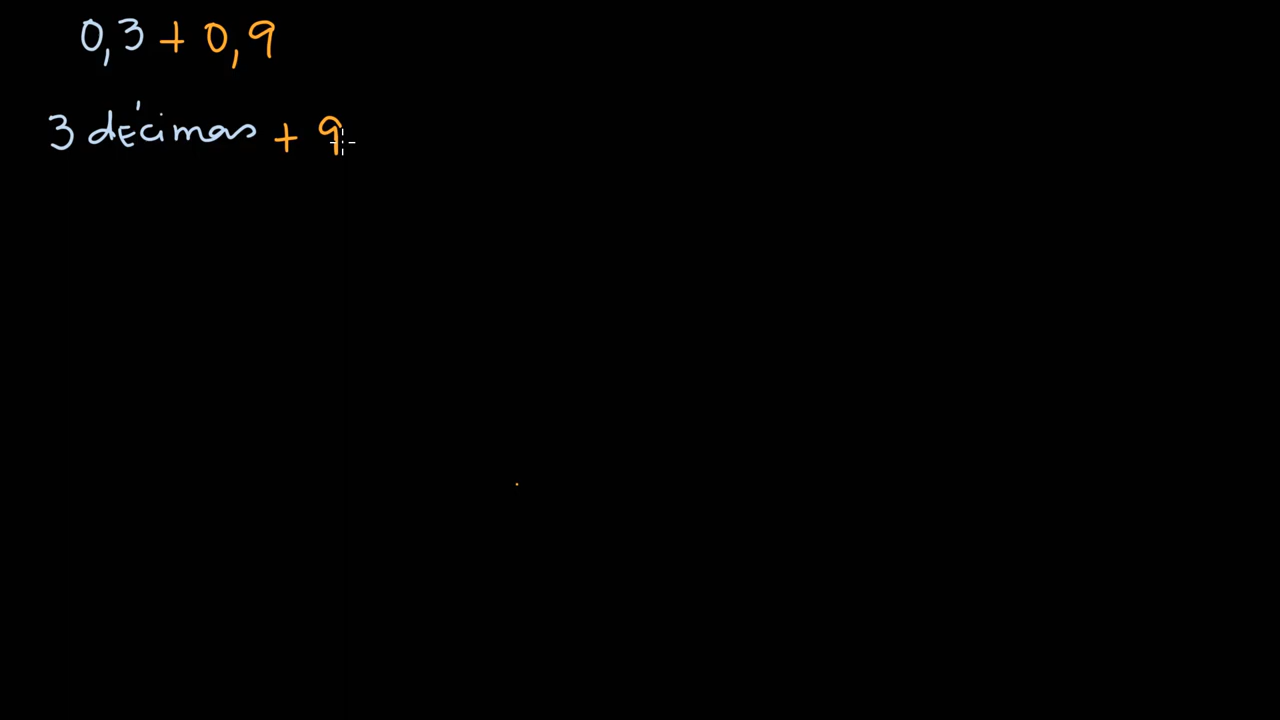 0,3 + 0,9
3 décimas + 9